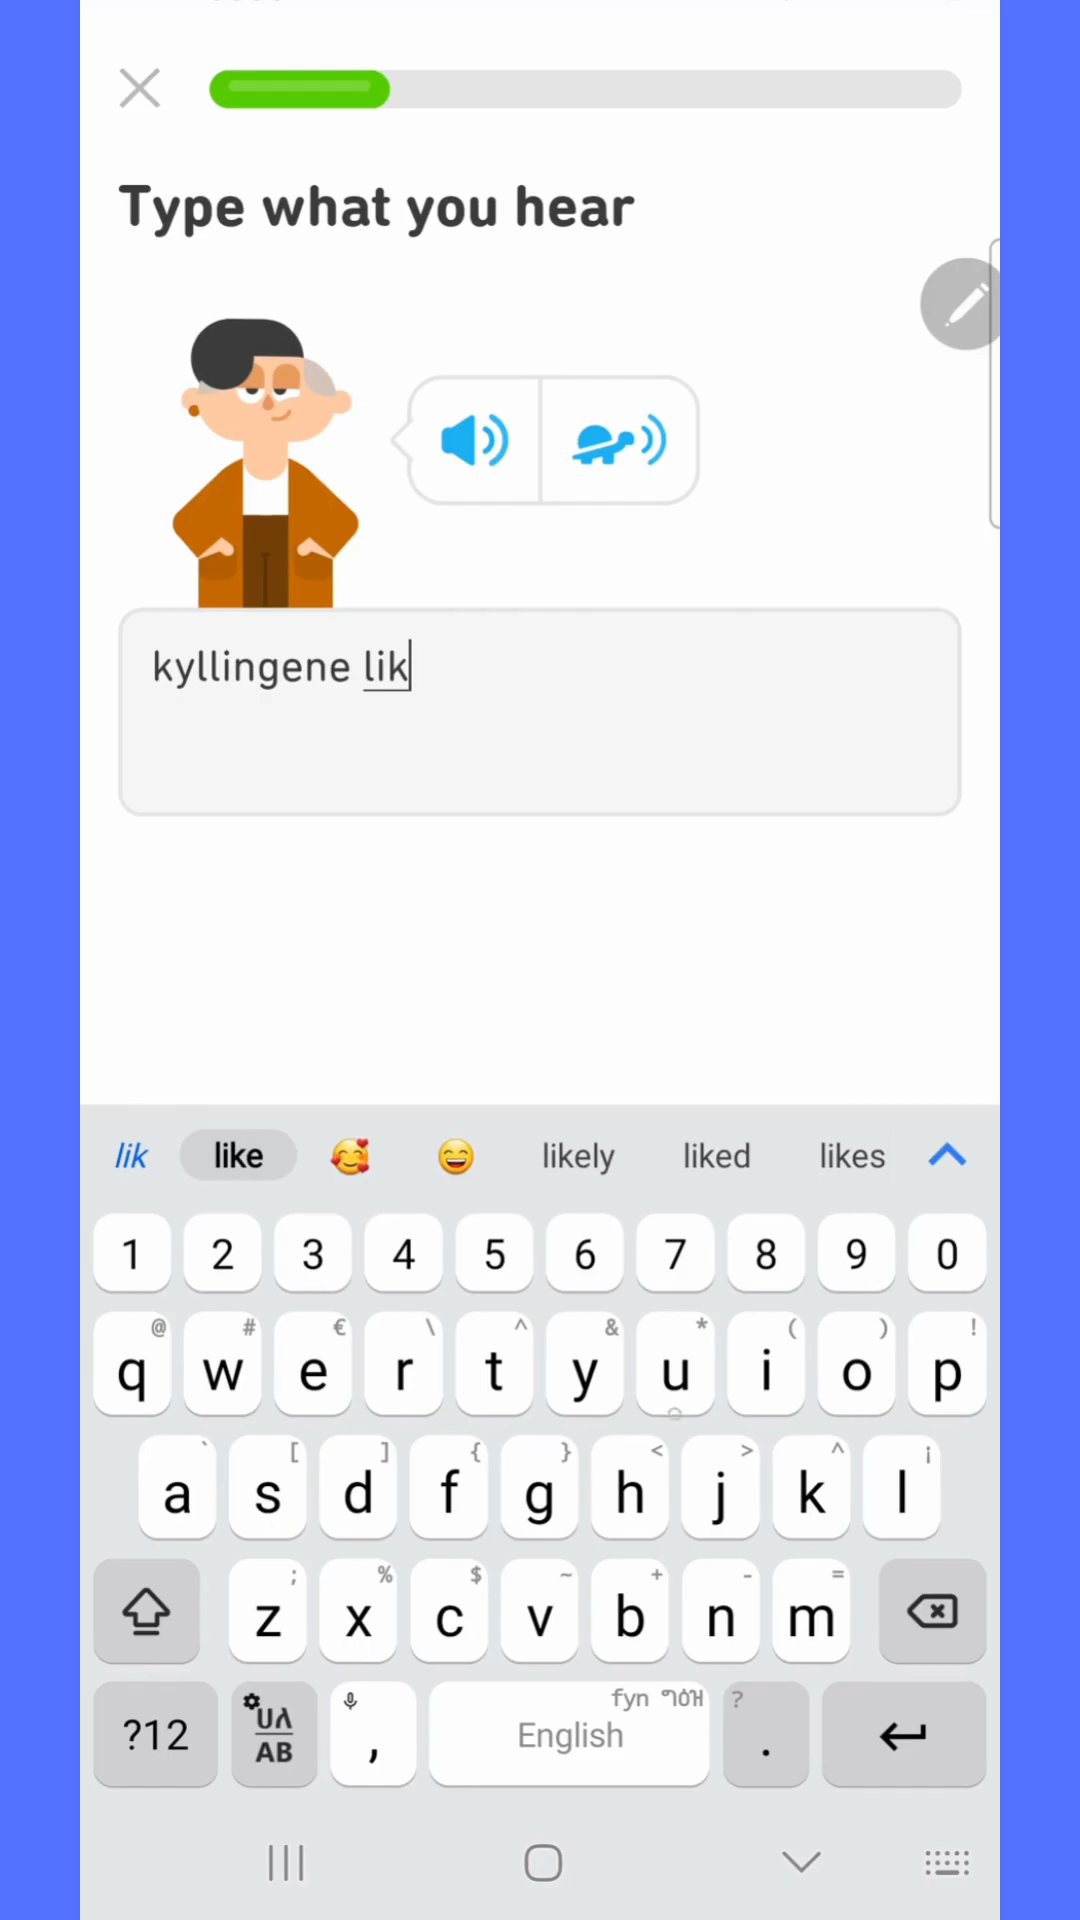 Type what you hear
kyllingene lik
lik like 🥰 😄 likely liked likes
1 2 3 4 5 6 7 8 9 0
@ # € \ ^ & * ( ) !
q w e r t y u i o p
` [ ] { } < > ^ ¡
a s d f g h j k l
; % $ ~ + - =
z x c v b n m
?12 , English . ?